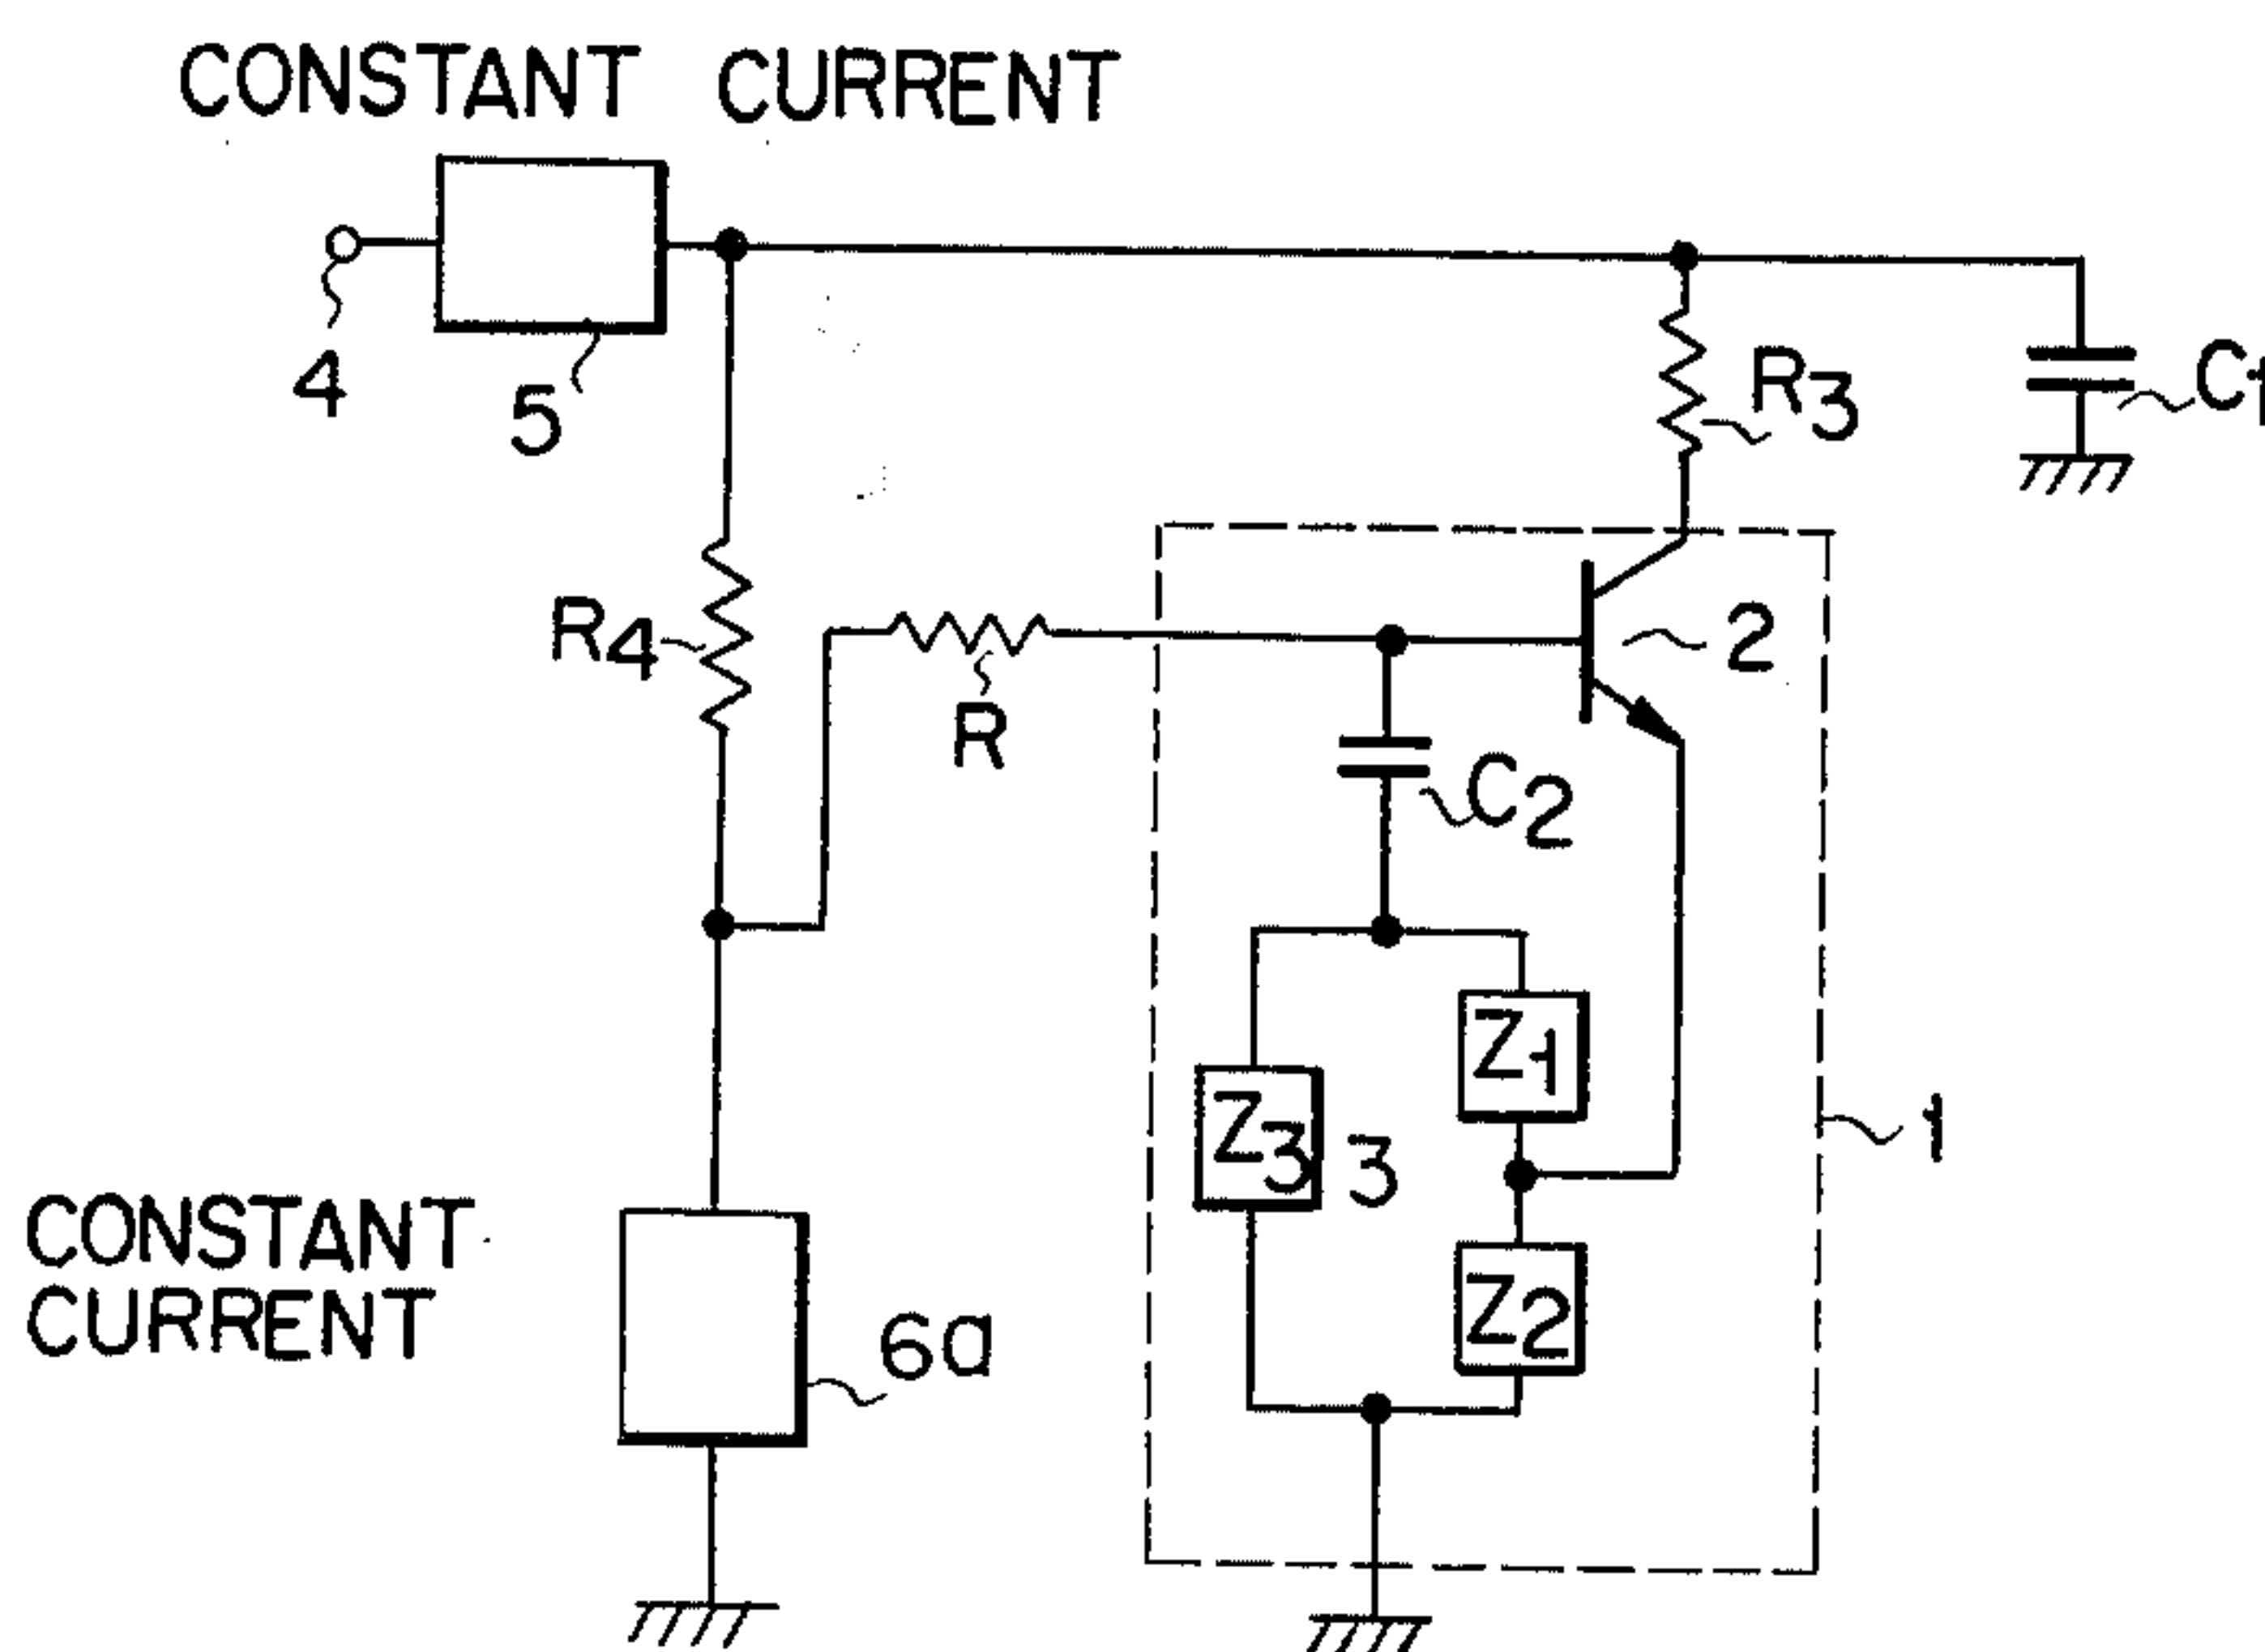 CONSTANT CURRENT
4
5
R3
C1
R4
R
2
C2
Z1
Z3
3
1
Z2
CONSTANT
CURRENT
6a